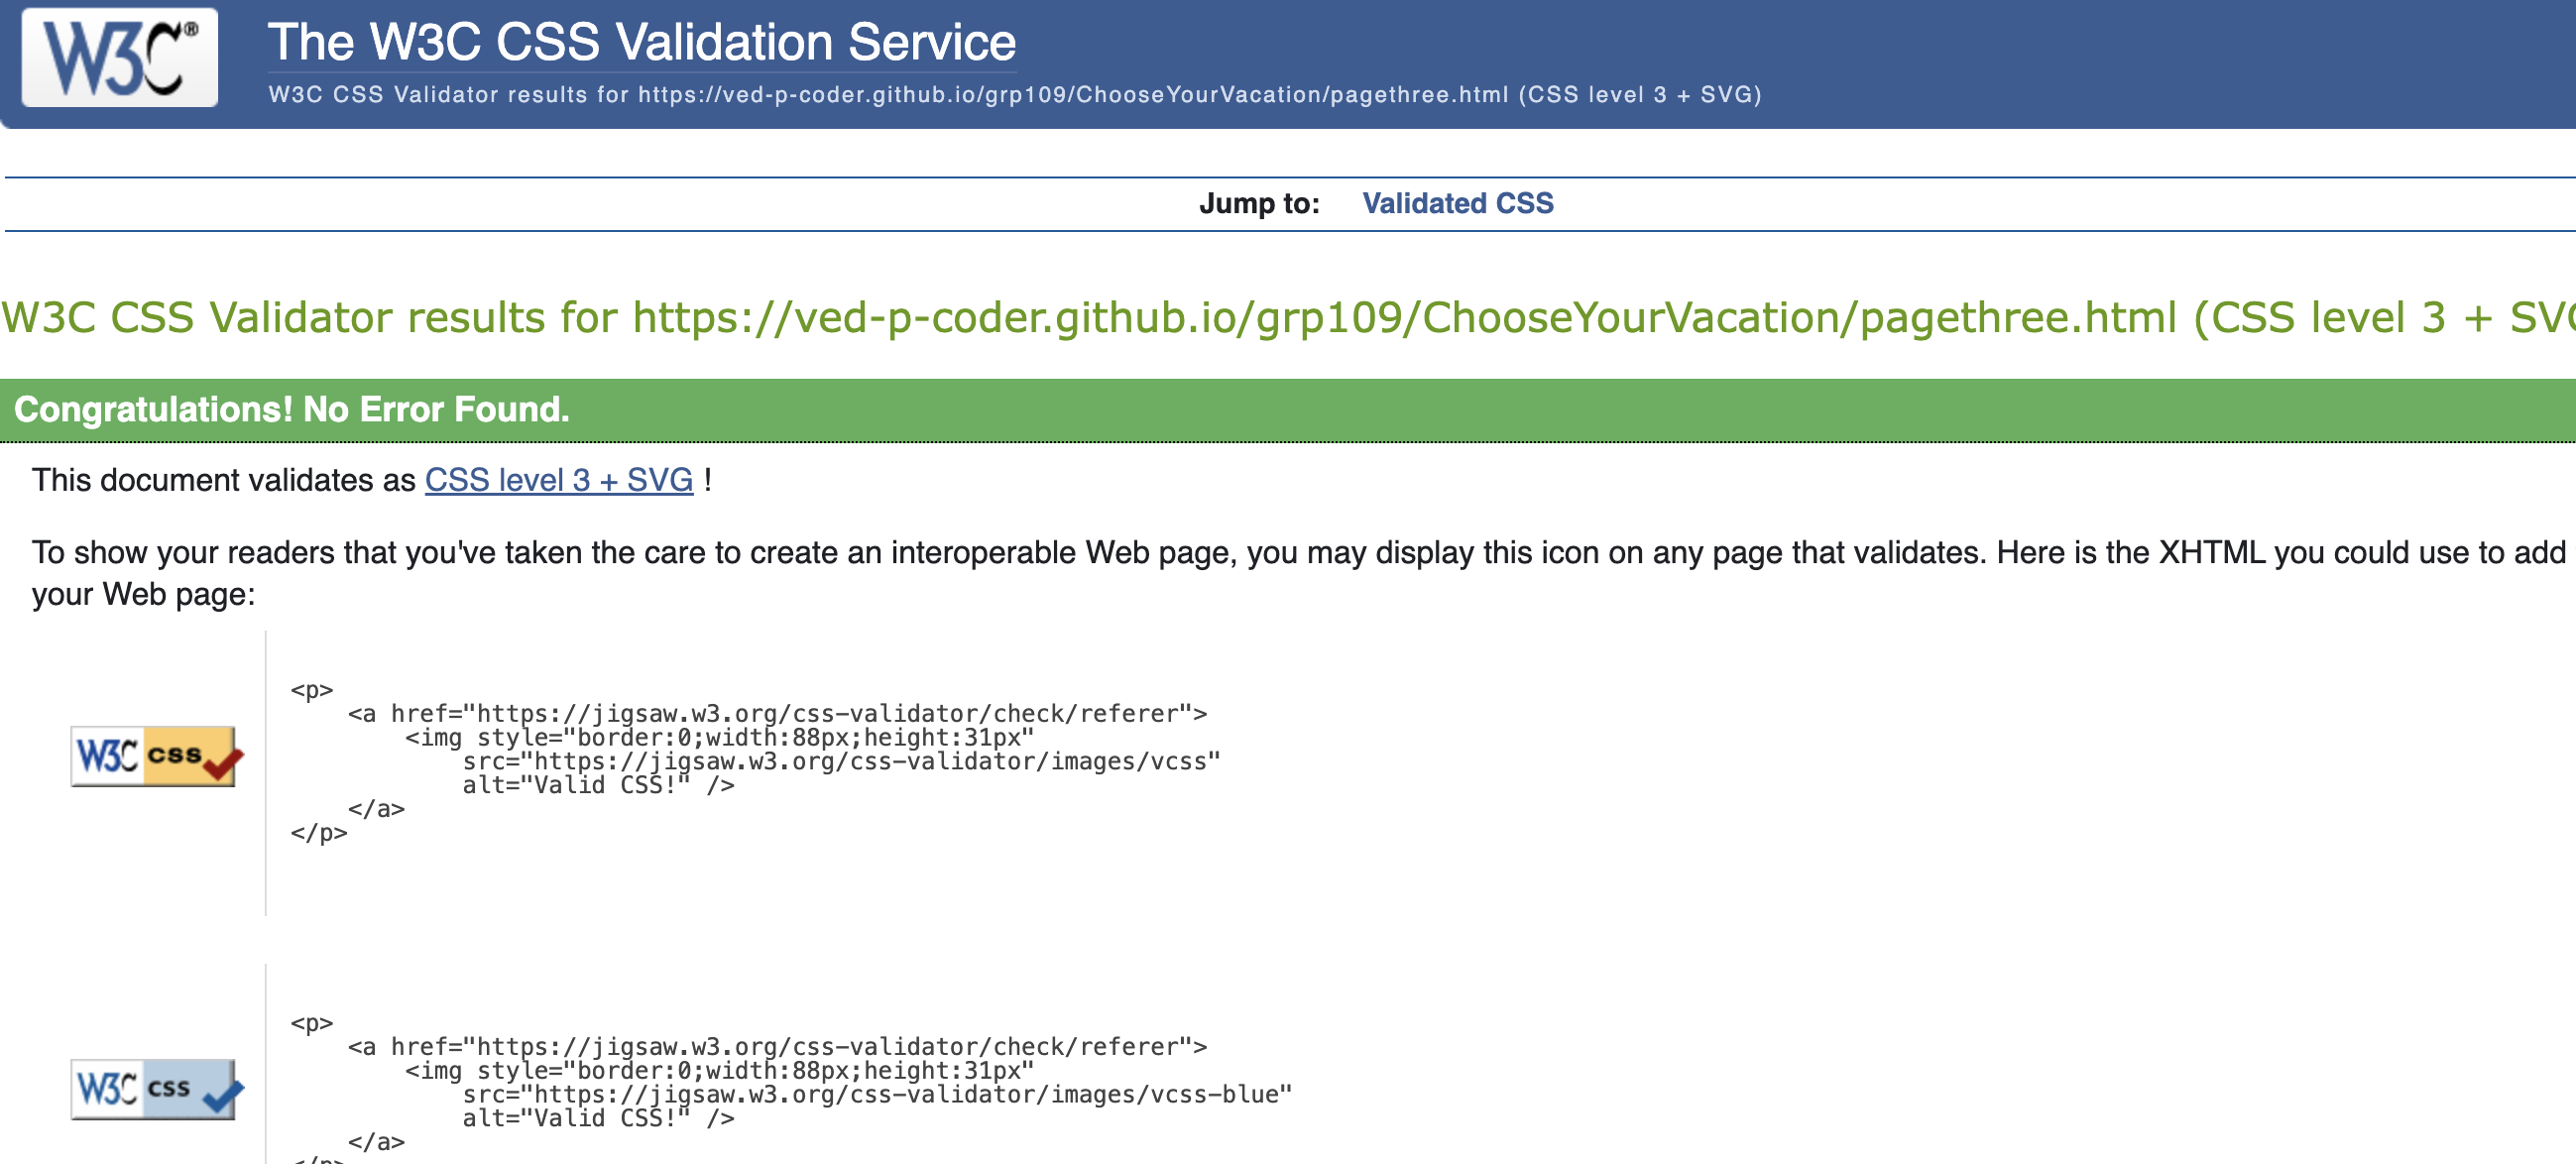 W3C®
The W3C CSS Validation Service
W3C CSS Validator results for https://ved-p-coder.github.io/grp109/ChooseYourVacation/pagethree.html (CSS level 3 + SVG)
Jump to: Validated CSS
W3C CSS Validator results for https://ved-p-coder.github.io/grp109/ChooseYourVacation/pagethree.html (CSS level 3 + SV
Congratulations! No Error Found.
This document validates as CSS level 3 + SVG !
To show your readers that you've taken the care to create an interoperable Web page, you may display this icon on any page that validates. Here is the XHTML you could use to add
your Web page:
<p>
<a href="https://jigsaw.w3.org/css-validator/check/referer">
<img style="border:0;width:88px;height:31px"
src="https://jigsaw.w3.org/css-validator/images/vcss"
W3C css
alt="Valid CSS!" />
</a>
</p>
<p>
<a href="https://jigsaw.w3.org/css-validator/check/referer">
<img style="border:0;width:88px;height:31px"
src="https://jigsaw.w3.org/css-validator/images/vcss-blue"
W3C css
alt="Valid CSS!" />
</a>